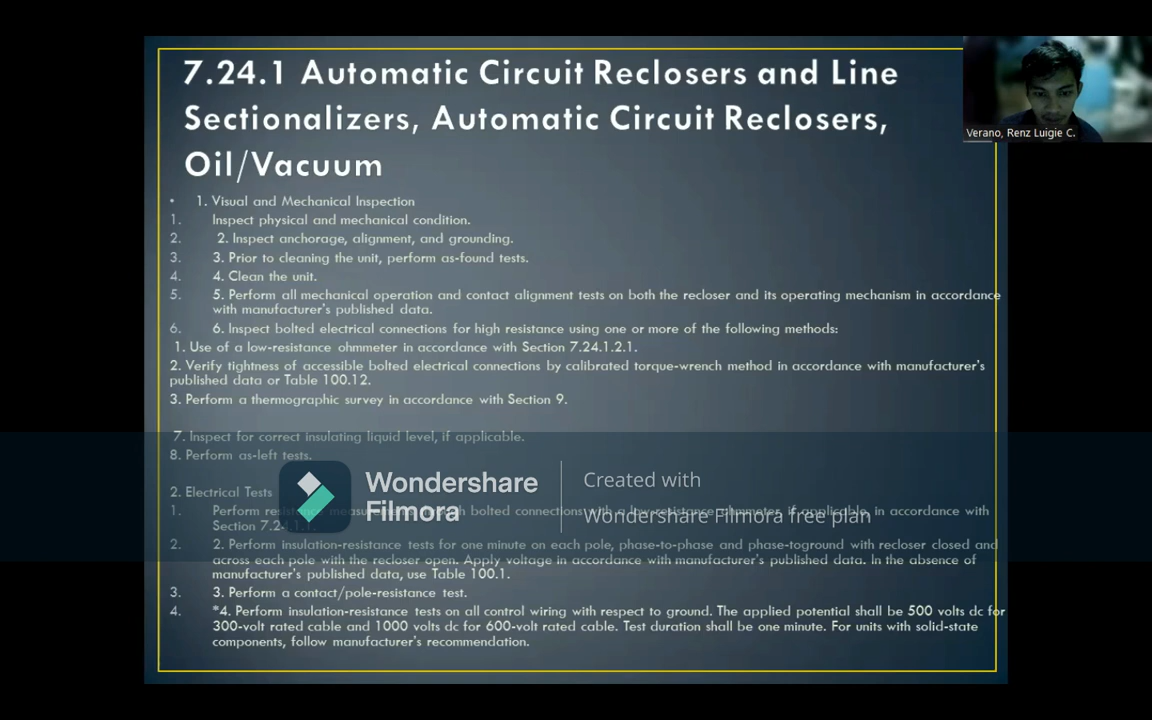 7.24.1 Automatic Circuit Reclosers and Line
Sectionalizers, Automatic Circuit Reclosers,
Oil/Vacuum
Verano, Renz Luigie C.
• 1. Visual and Mechanical Inspection
1. Inspect physical and mechanical condition.
2. 2. Inspect anchorage, alignment, and grounding.
3. 3. Prior to cleaning the unit, perform as-found tests.
4. 4. Clean the unit.
5. 5. Perform all mechanical operation and contact alignment tests on both the recloser and its operating mechanism in accordance
with manufacturer's published data.
6. 6. Inspect bolted electrical connections for high resistance using one or more of the following methods:
1. Use of a low-resistance ohmmeter in accordance with Section 7.24.1.2.1.
2. Verify tightness of accessible bolted electrical connections by calibrated torque-wrench method in accordance with manufacturer's
published data or Table 100.12.
3. Perform a thermographic survey in accordance with Section 9.
7. Inspect for correct insulating liquid level, if applicable.
8. Perform as-left tests.
2. Electrical Tests
1. Perform resistance measurements through bolted connections with a low-resistance ohmmeter, if applicable, in accordance with
Section 7.24.1.1.
2. 2. Perform insulation-resistance tests for one minute on each pole, phase-to-phase and phase-toground with recloser closed and
across each pole with the recloser open. Apply voltage in accordance with manufacturer's published data. In the absence of
manufacturer's published data, use Table 100.1.
3. 3. Perform a contact/pole-resistance test.
4. *4. Perform insulation-resistance tests on all control wiring with respect to ground. The applied potential shall be 500 volts dc for
300-volt rated cable and 1000 volts dc for 600-volt rated cable. Test duration shall be one minute. For units with solid-state
components, follow manufacturer's recommendation.
Wondershare
Filmora
Created with
Wondershare Filmora free plan